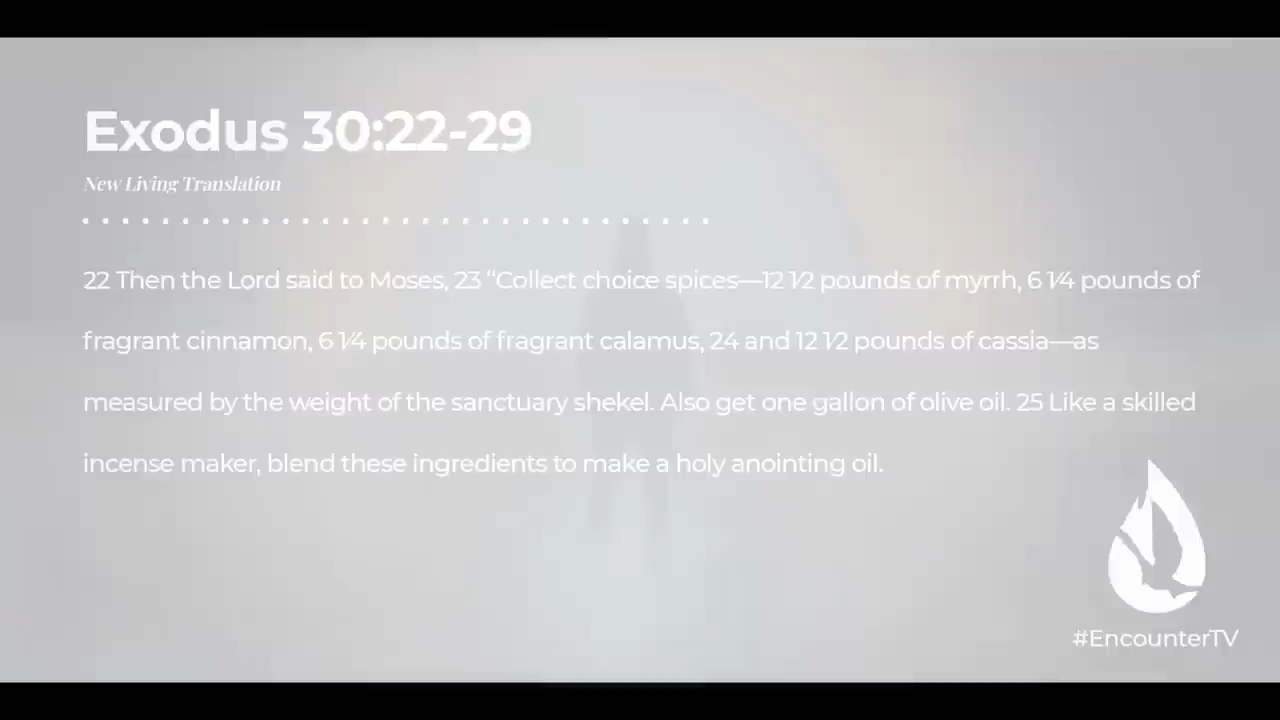 Exodus 30:22-29
New Living Translation
22 Then the Lord said to Moses, 23 “Collect choice spices—12 1⁄2 pounds of myrrh, 6 1⁄4 pounds of
fragrant cinnamon, 6 1⁄4 pounds of fragrant calamus, 24 and 12 1⁄2 pounds of cassia—as
measured by the weight of the sanctuary shekel. Also get one gallon of olive oil. 25 Like a skilled
incense maker, blend these ingredients to make a holy anointing oil.
#EncounterTV